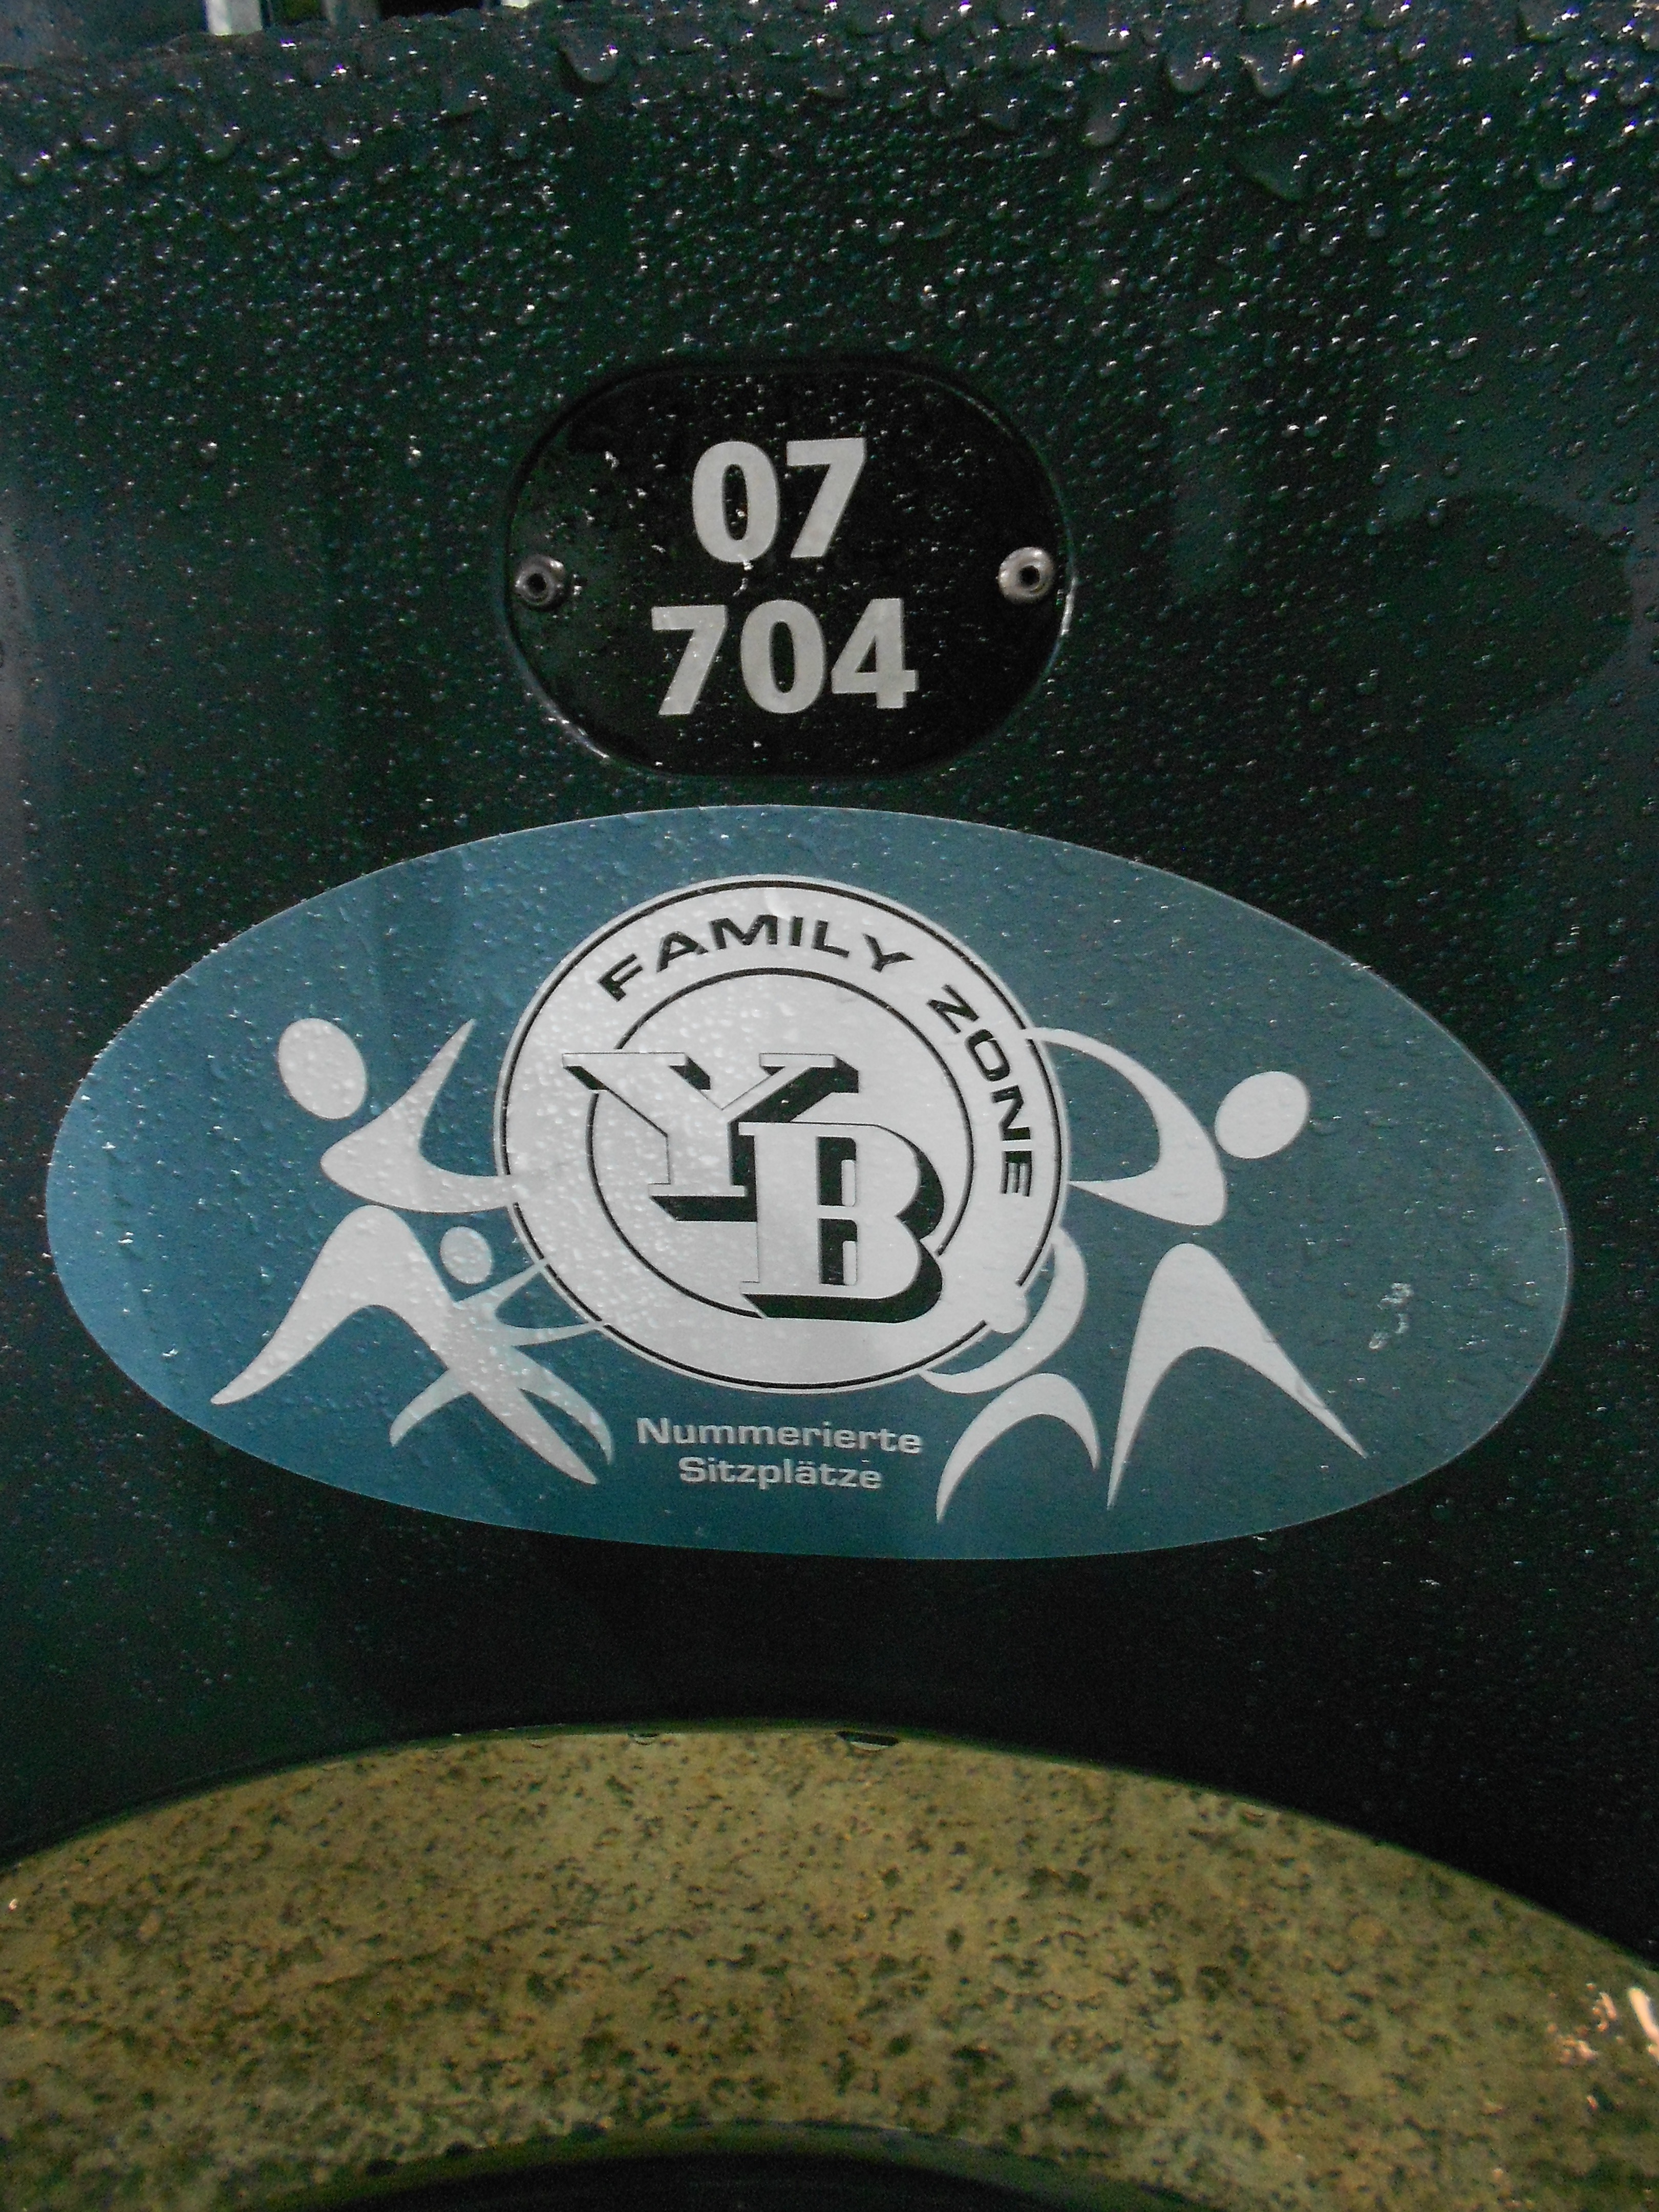 07
704
FAMILY ZONE
YB
Nummerierte
Sitzplätze